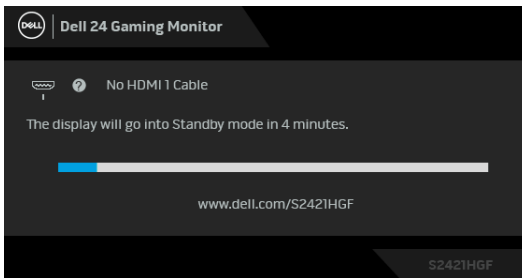 DELL
Dell 24 Gaming Monitor
No HDMI 1 Cable
The display will go into Standby mode in 4 minutes.
www.dell.com/S2421HGF
S2421HGF